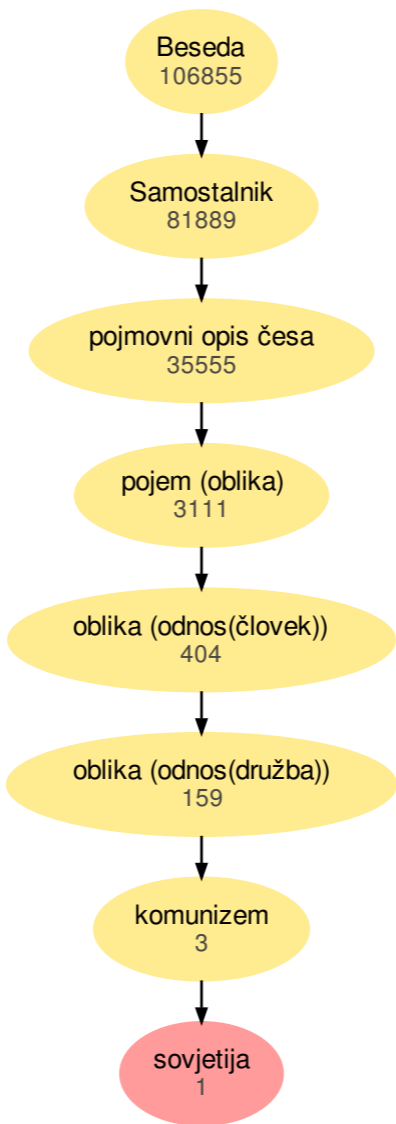 Beseda
106855
Samostalnik
81889
pojmovni opis česa
35555
pojem (oblika)
3111
oblika (odnos(človek))
404
oblika (odnos(družba))
159
komunizem
3
sovjetija
1